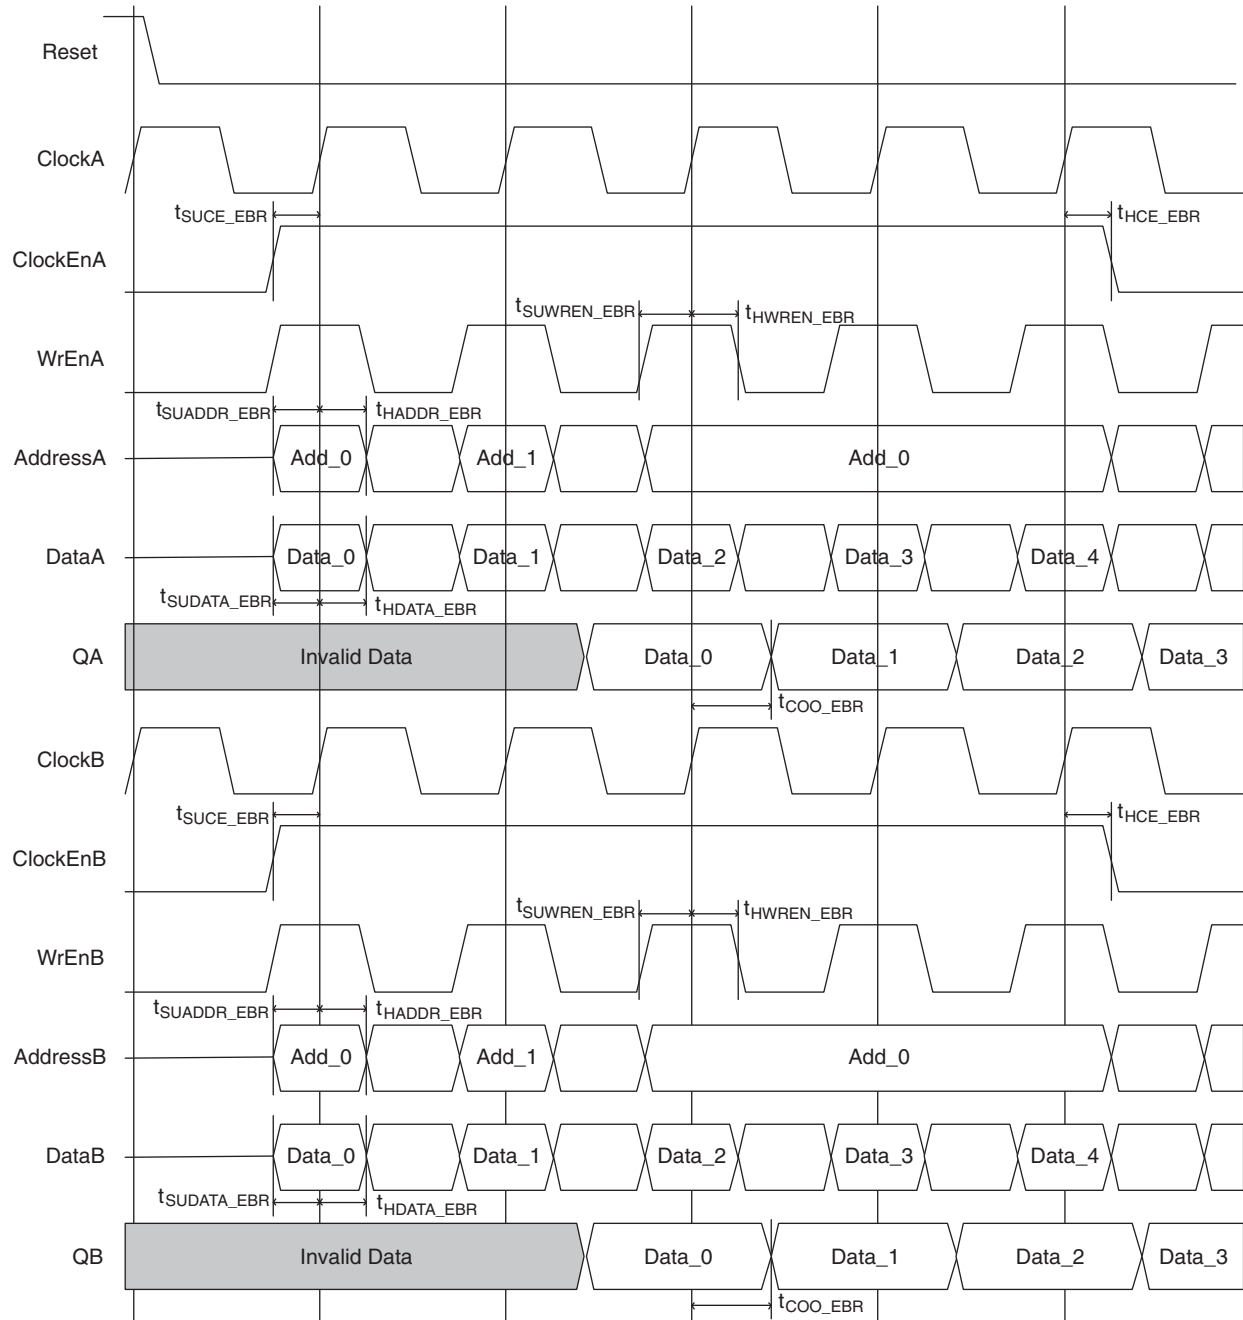 Reset
ClockA
tSUCE_EBR tHCE_EBR
ClockEnA
tSUWREN_EBR tHWREN_EBR
WrEnA
tSUADDR_EBR tHADDR_EBR
AddressA Add_0 Add_1 Add_0
DataA Data_0 Data_1 Data_2 Data_3 Data_4
tSUDATA_EBR tHDATA_EBR
QA Invalid Data Data_0 Data_1 Data_2 Data_3
tCOO_EBR
ClockB
tSUCE_EBR tHCE_EBR
ClockEnB
tSUWREN_EBR tHWREN_EBR
WrEnB
tSUADDR_EBR tHADDR_EBR
AddressB Add_0 Add_1 Add_0
DataB Data_0 Data_1 Data_2 Data_3 Data_4
tSUDATA_EBR tHDATA_EBR
QB Invalid Data Data_0 Data_1 Data_2 Data_3
tCOO_EBR